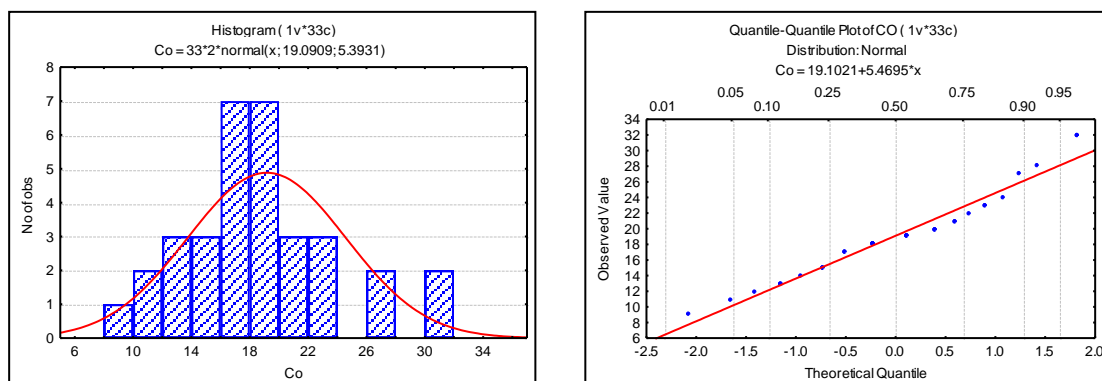 Histogram ( 1v*33c)
Co = 33*2*normal(x; 19.0909; 5.3931)
8
7
6
5
4
3
2
1
0
No of obs
6 10 14 18 22 26 30 34
Co
Quantile-Quantile Plot of CO ( 1v*33c)
Distribution: Normal
Co = 19.1021+5.4695*x
0.01 0.05 0.10 0.25 0.50 0.75 0.90 0.95
34
32
30
28
26
24
22
20
18
16
14
12
10
8
6
Observed Value
-2.5 -2.0 -1.5 -1.0 -0.5 0.0 0.5 1.0 1.5 2.0
Theoretical Quantile